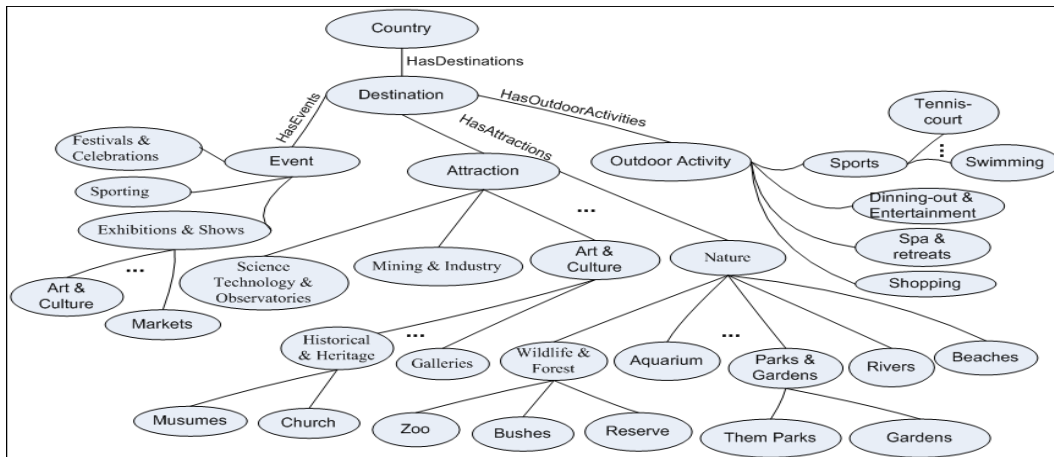 Country
HasDestinations
Destination
HasEvents
HasOutdoorActivities
HasAttractions
Tennis-
court
Festivals &
Celebrations
Event
Attraction
Outdoor Activity
Sports
...
Swimming
Sporting
Dinning-out &
Entertainment
Exhibitions & Shows
...
Spa &
retreats
Art &
Culture
...
Markets
Science
Technology &
Observatories
Mining & Industry
Art &
Culture
Nature
Shopping
Historical
& Heritage
...
Galleries
Wildlife &
Forest
Aquarium
...
Parks &
Gardens
Rivers
Beaches
Musumes
Church
Zoo
Bushes
Reserve
Them Parks
Gardens